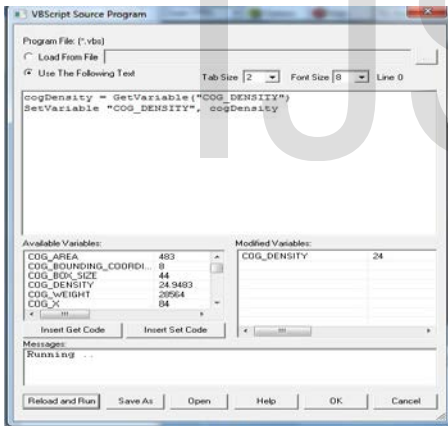 VBScript Source Program
Program File: (*.vbs)
Load From File
...
Use The Following Text Tab Size 2 Font Size 8 Line 0
cogDensity = GetVariable("COG_DENSITY")
SetVariable "COG_DENSITY", cogDensity
Available Variables: Modified Variables:
COG_AREA 483 COG_DENSITY 24
COG_BOUNDING_COORDI... 8
COG_BOX_SIZE 44
COG_DENSITY 24.9483
COG_WEIGHT 28564
COG_X 84
Insert Get Code Insert Set Code
Messages:
Running ..
Reload and Run Save As Open Help OK Cancel